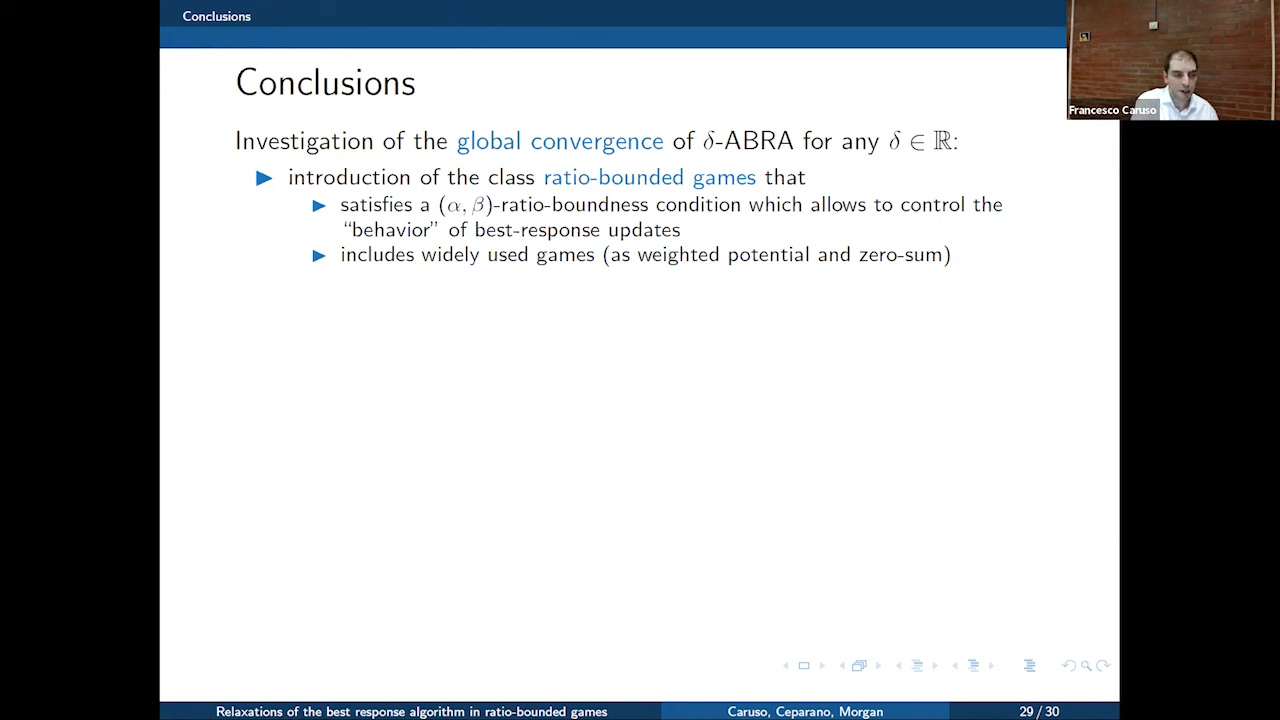 Conclusions
Francesco Caruso
Conclusions
Investigation of the global convergence of δ-ABRA for any δ ∈ ℝ:
introduction of the class ratio-bounded games that
satisfies a (α, β)-ratio-boundness condition which allows to control the
“behavior” of best-response updates
includes widely used games (as weighted potential and zero-sum)
Relaxations of the best response algorithm in ratio-bounded games
Caruso, Ceparano, Morgan
29 / 30